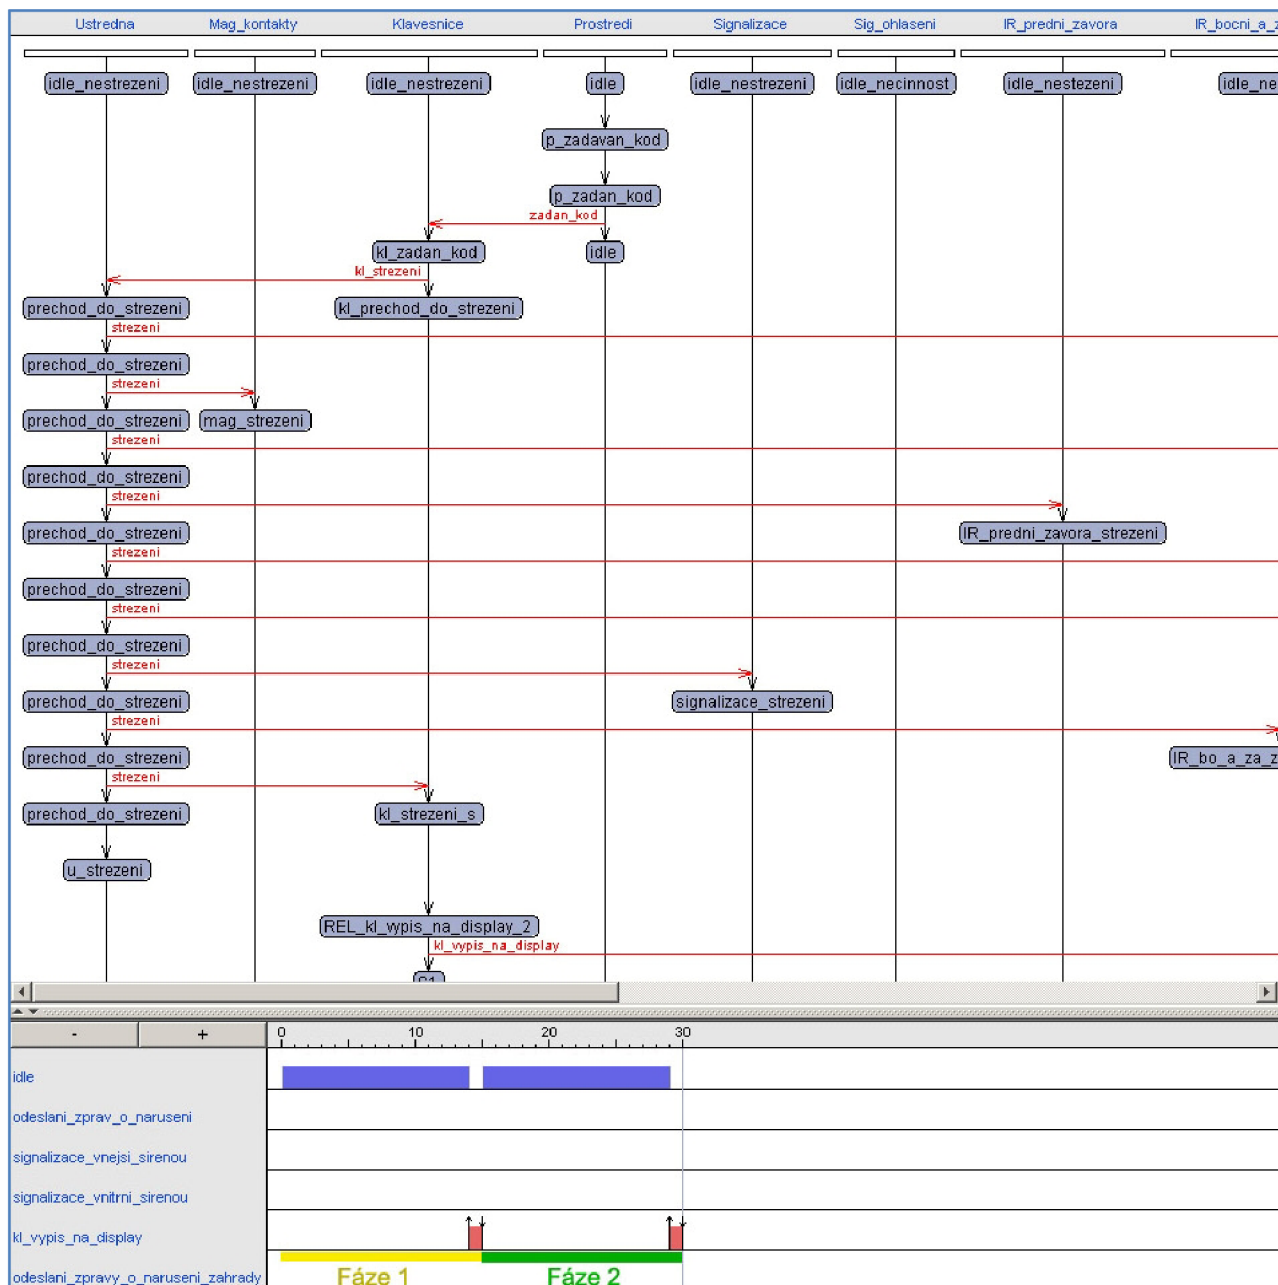 Ustredna Mag_kontakty Klavesnice Prostredi Signalizace Sig_ohlaseni IR_predni_zavora IR_bocni_a_z
idle_nestrezeni idle_nestrezeni idle_nestrezeni idle idle_nestrezeni idle_necinnost idle_nestezeni idle_ne
p_zadavan_kod
p_zadan_kod
zadan_kod
kl_zadan_kod idle
kl_strezeni
prechod_do_strezeni kl_prechod_do_strezeni
strezeni
prechod_do_strezeni
strezeni
prechod_do_strezeni mag_strezeni
strezeni
prechod_do_strezeni
strezeni
prechod_do_strezeni IR_predni_zavora_strezeni
strezeni
prechod_do_strezeni
strezeni
prechod_do_strezeni
strezeni
prechod_do_strezeni signalizace_strezeni
strezeni
prechod_do_strezeni IR_bo_a_za_z
strezeni
prechod_do_strezeni kl_strezeni_s
u_strezeni
REL_kl_vypis_na_display_2
kl_vypis_na_display
- + 0 10 20 30
idle
odeslani_zprav_o_naruseni
signalizace_vnejsi_sirenou
signalizace_vnitrni_sirenou
kl_vypis_na_display
odeslani_zpravy_o_naruseni_zahrady Fáze 1 Fáze 2